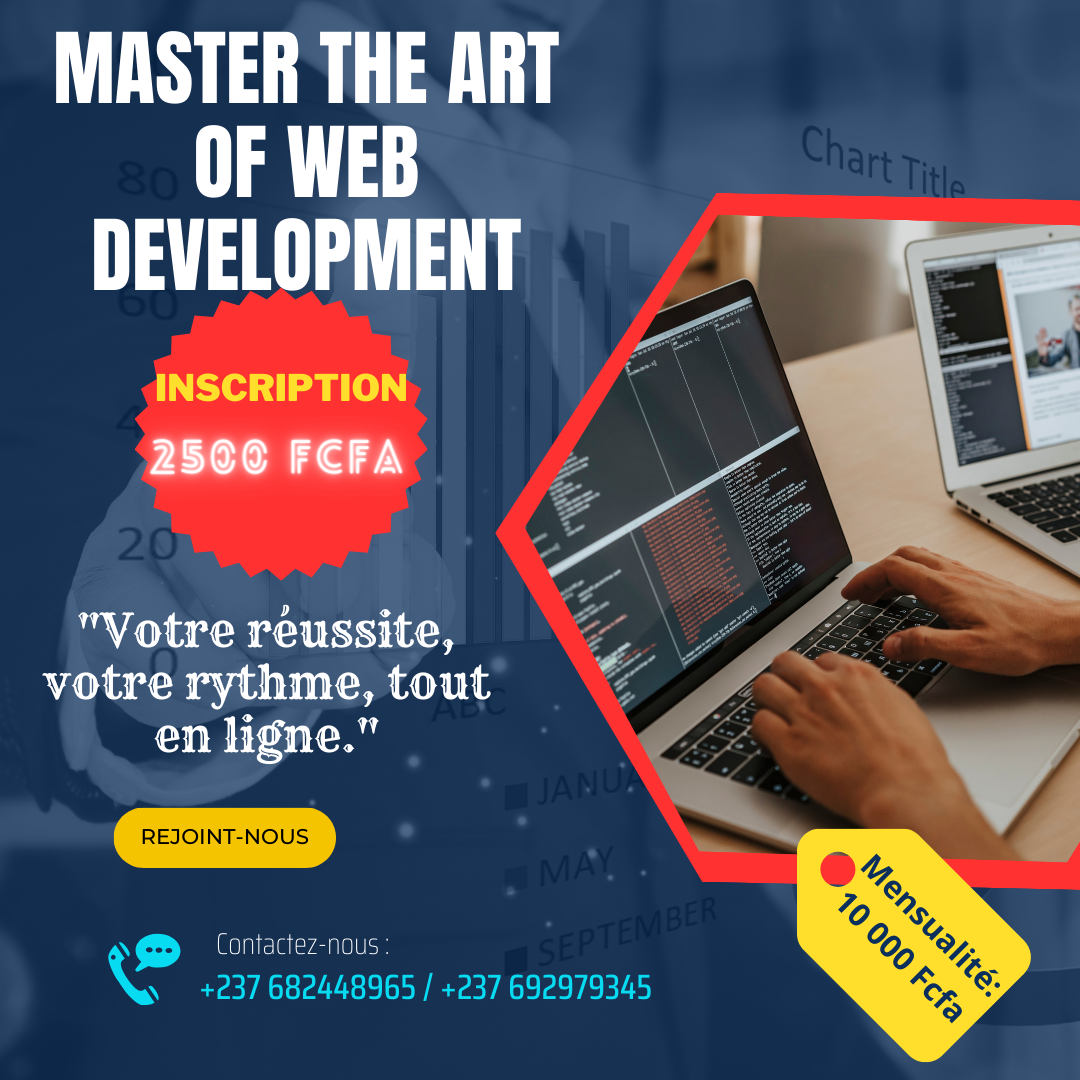 MASTER THE ART
OF WEB
DEVELOPMENT
Chart Title
80
60
INSCRIPTION
2500 FCFA
20
0
"Votre réussite,
votre rythme, tout
en ligne."
ABC
JANUA
MAY
SEPTEMBER
REJOINT-NOUS
Contactez-nous :
+237 682448965 / +237 692979345
Mensualité:
10 000 Fcfa